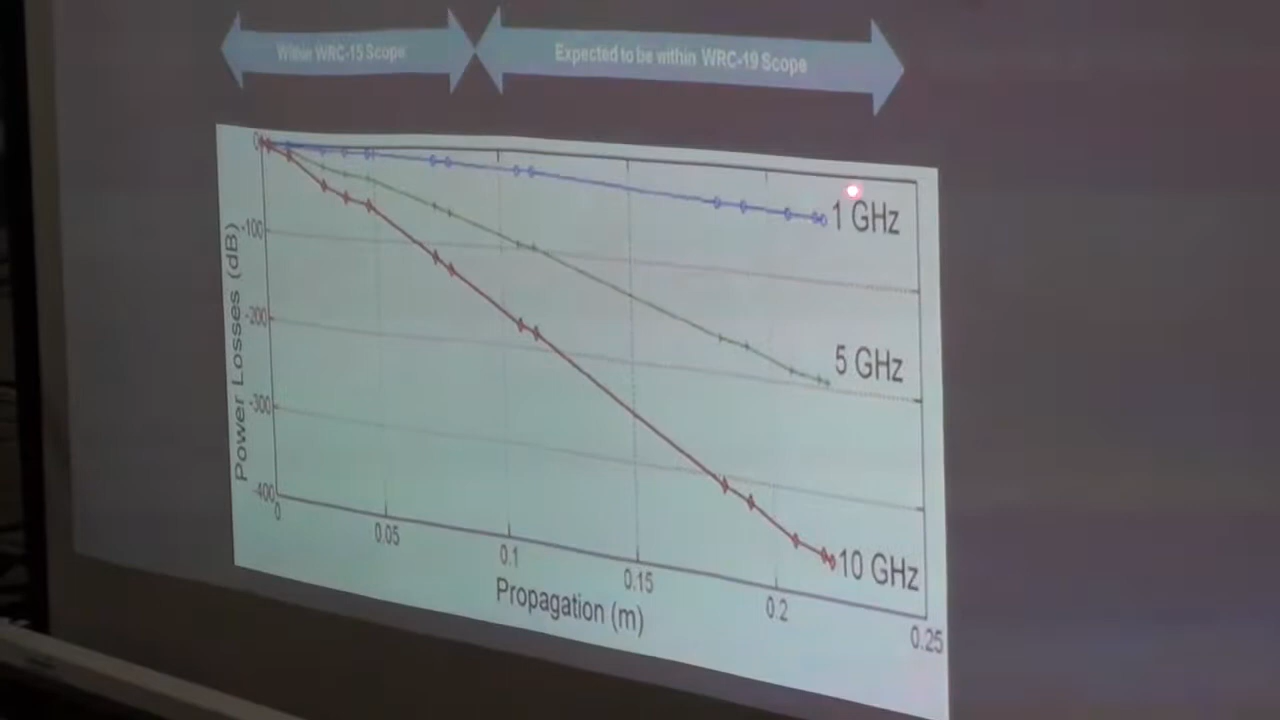 Within WRC-15 Scope
Expected to be within WRC-19 Scope
0
-100
-200
-300
-400
Power Losses (dB)
1 GHz
5 GHz
10 GHz
0
0.05
0.1
0.15
0.2
0.25
Propagation (m)